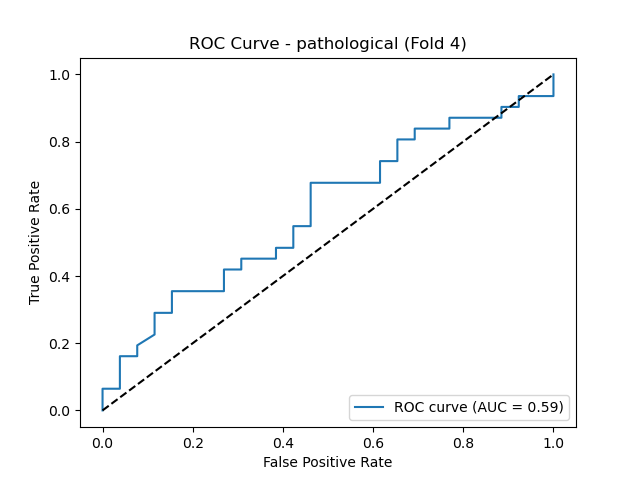 ROC Curve - pathological (Fold 4)
True Positive Rate
1.0
0.8
0.6
0.4
0.2
0.0
ROC curve (AUC = 0.59)
0.0 0.2 0.4 0.6 0.8 1.0
False Positive Rate